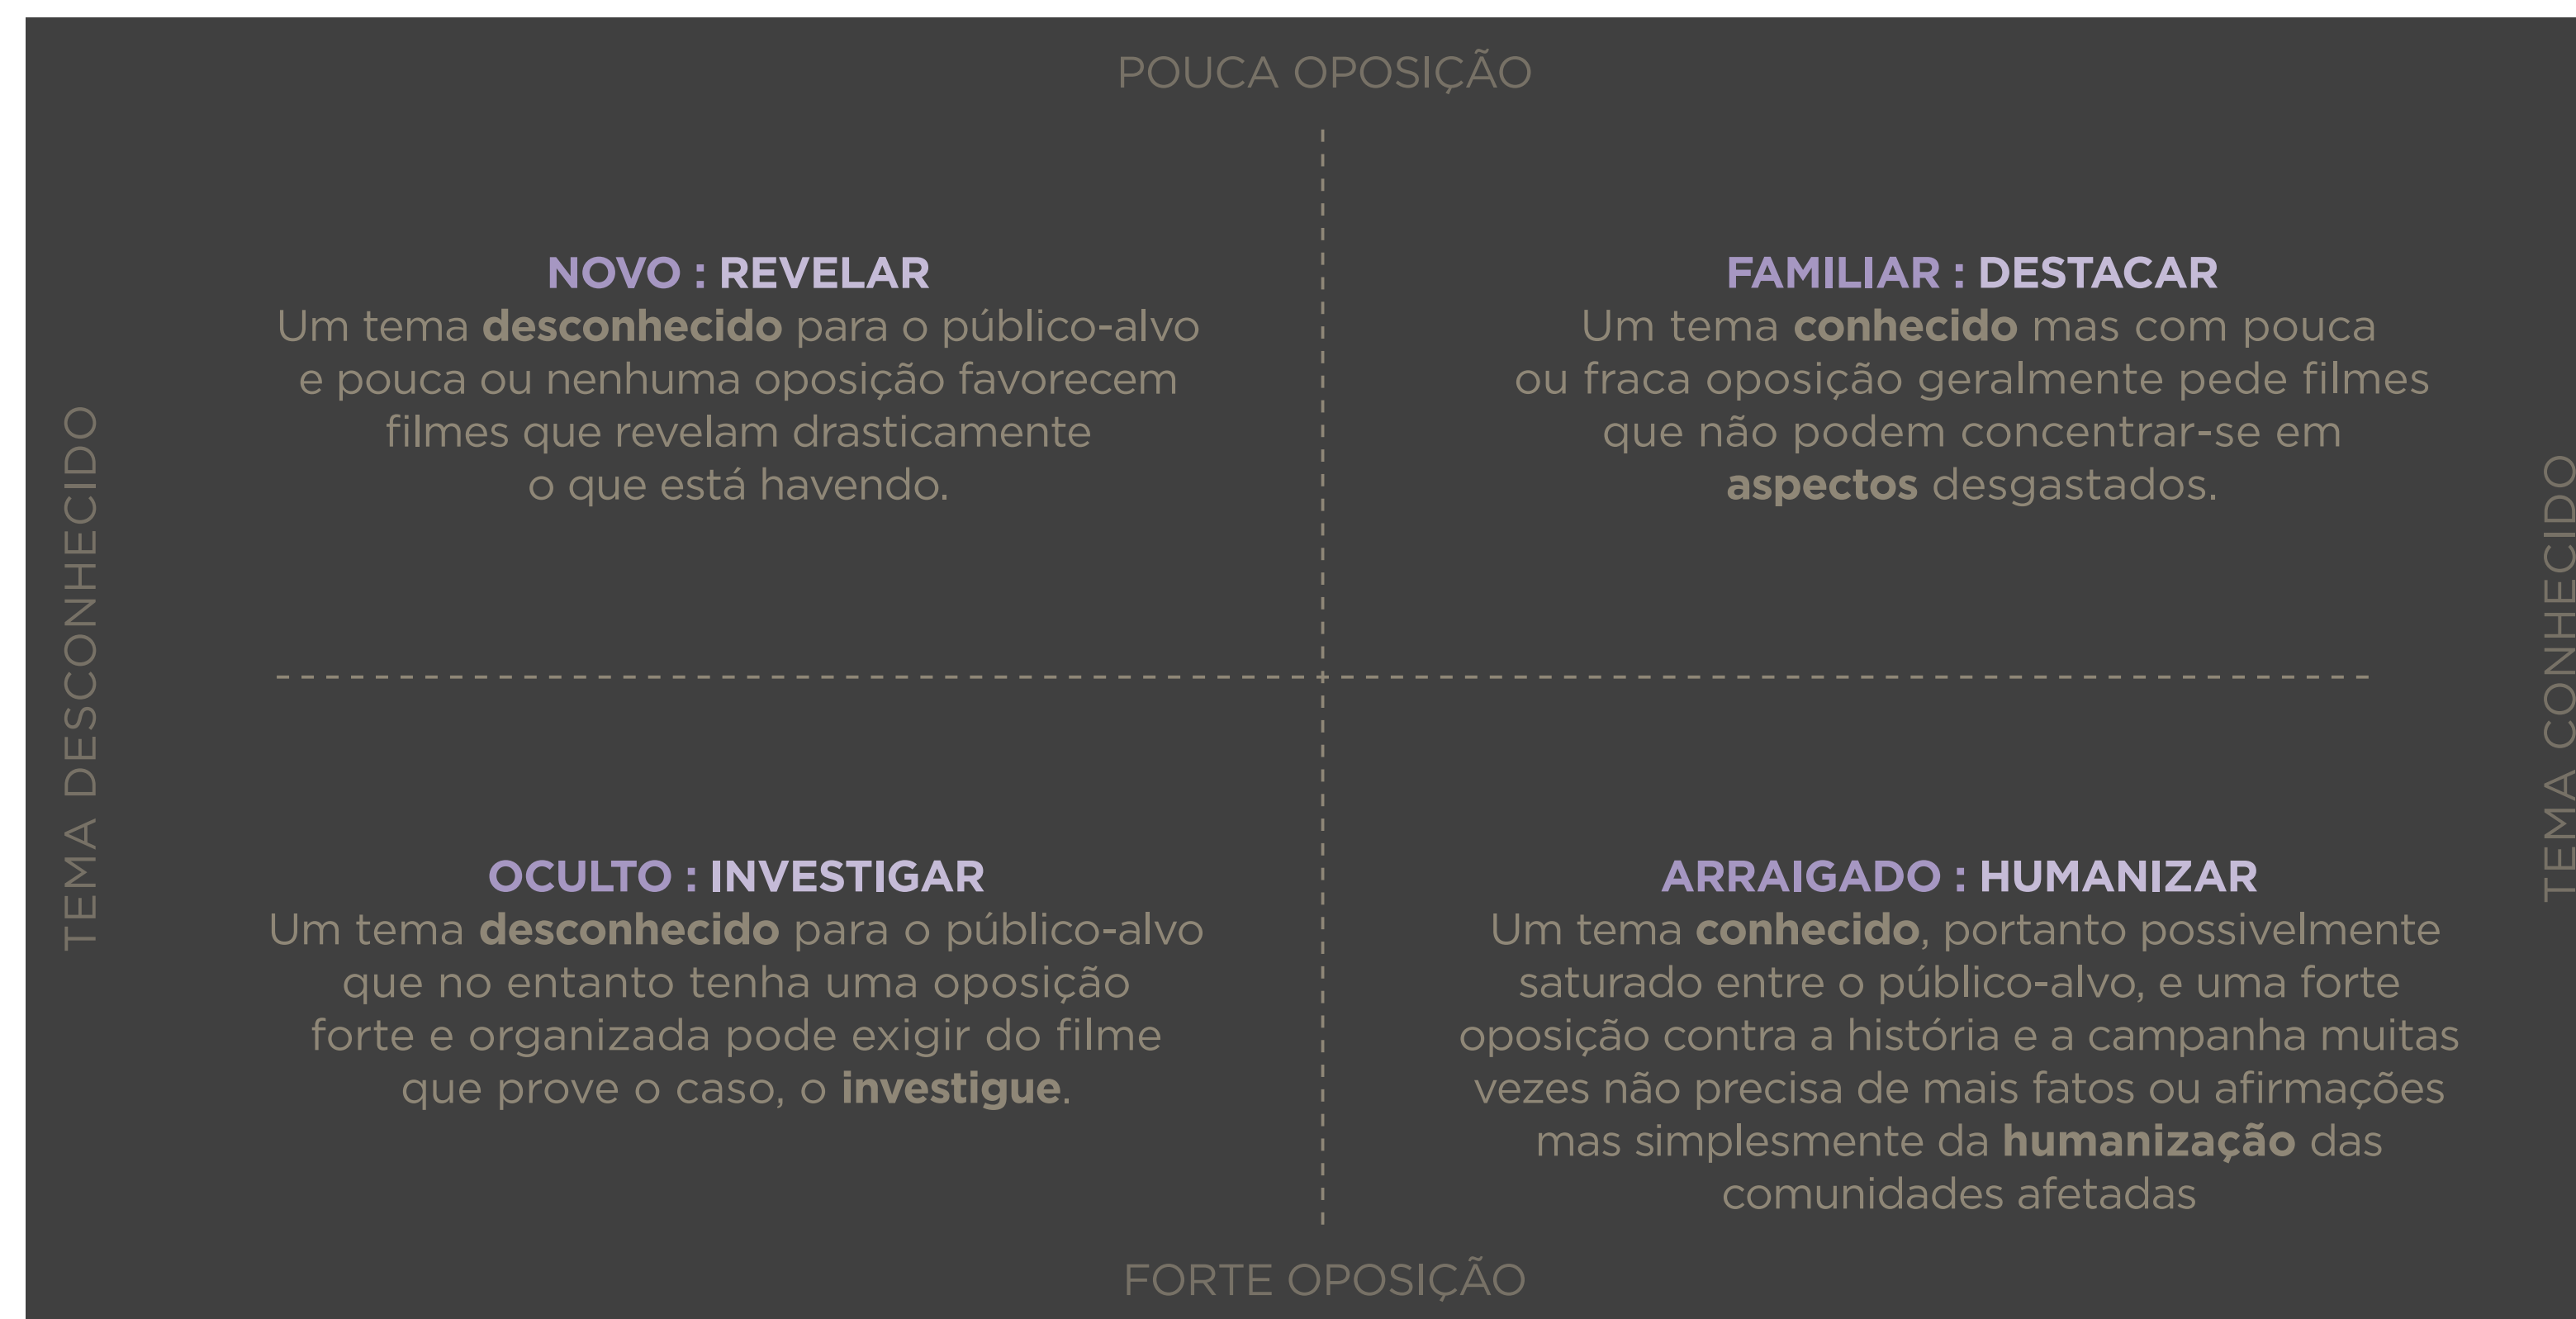 POUCA OPOSIÇÃO
TEMA DESCONHECIDO
NOVO : REVELAR
Um tema desconhecido para o público-alvo
e pouca ou nenhuma oposição favorecem
filmes que revelam drasticamente
o que está havendo.
FAMILIAR : DESTACAR
Um tema conhecido mas com pouca
ou fraca oposição geralmente pede filmes
que não podem concentrar-se em
aspectos desgastados.
OCULTO : INVESTIGAR
Um tema desconhecido para o público-alvo
que no entanto tenha uma oposição
forte e organizada pode exigir do filme
que prove o caso, o investigue.
ARRAIGADO : HUMANIZAR
Um tema conhecido, portanto possivelmente
saturado entre o público-alvo, e uma forte
oposição contra a história e a campanha muitas
vezes não precisa de mais fatos ou afirmações
mas simplesmente da humanização das
comunidades afetadas
TEMA CONHECIDO
FORTE OPOSIÇÃO